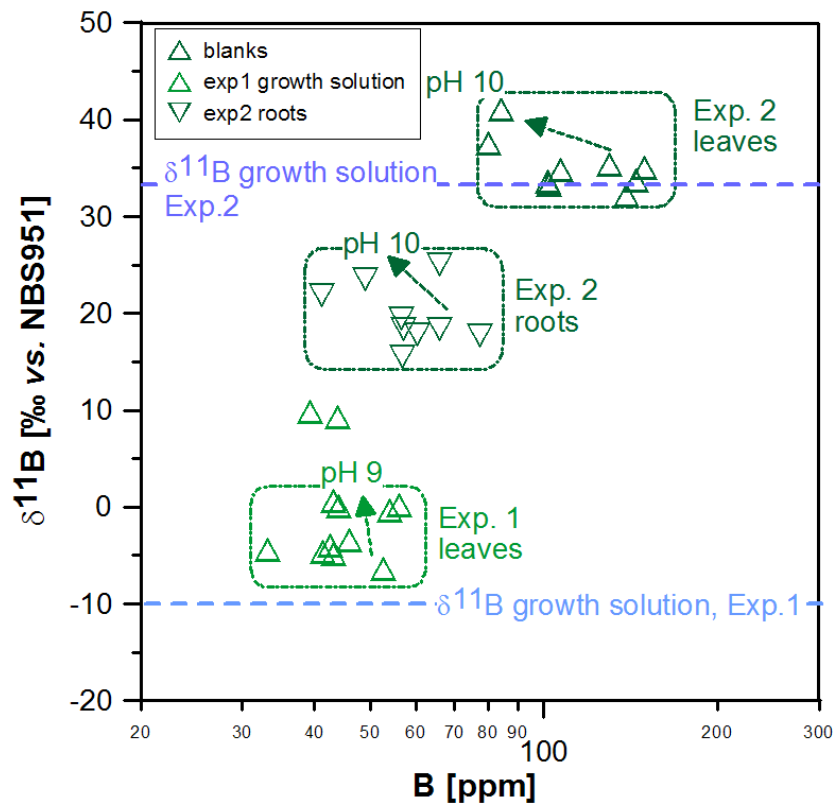 50
40
30
20
10
0
-10
-20
δ11B [‰ vs. NBS951]
blanks
exp1 growth solution
exp2 roots
pH 10
Exp. 2
leaves
δ11B growth solution
Exp.2
pH 10
Exp. 2
roots
pH 9
Exp. 1
leaves
δ11B growth solution, Exp.1
20
30
40
50
60
70
80
90
100
200
300
B [ppm]